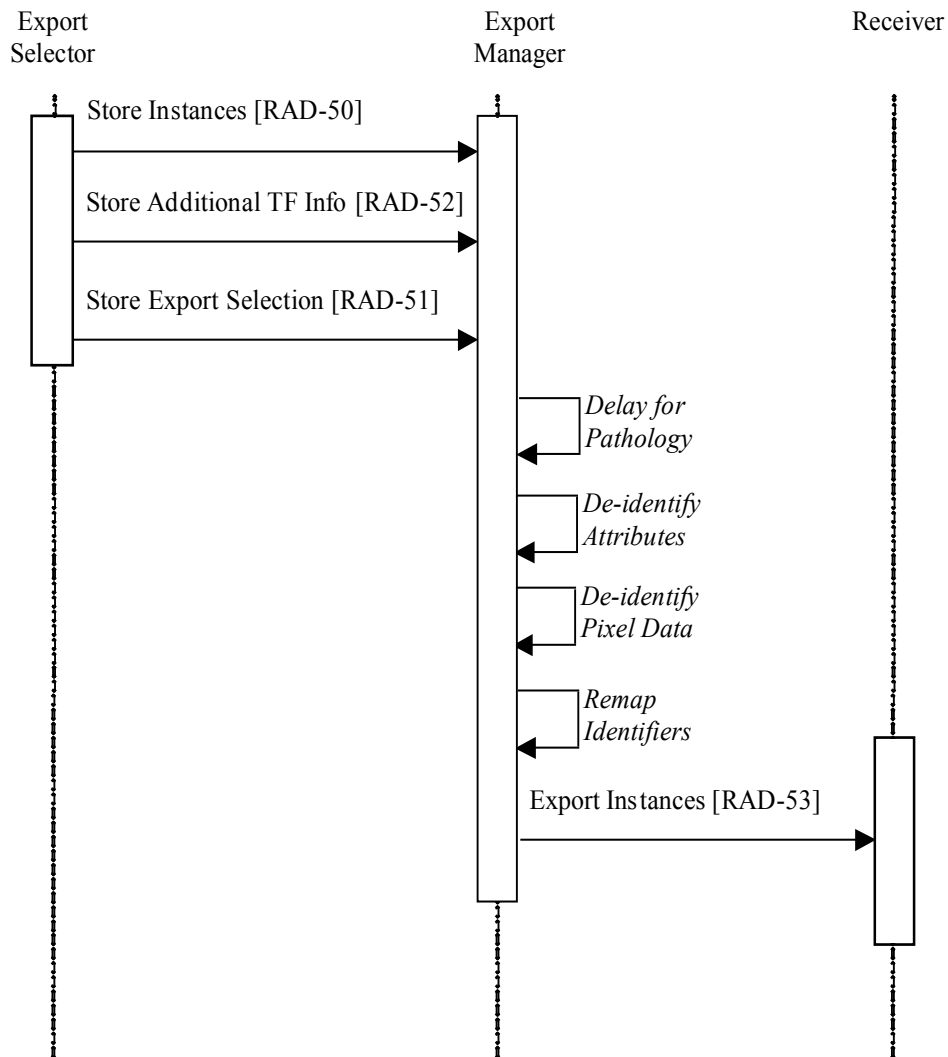 Export
Selector
Export
Manager
Receiver
Store Instances [RAD-50]
Store Additional TF Info [RAD-52]
Store Export Selection [RAD-51]
Delay for
Pathology
De-identify
Attributes
De-identify
Pixel Data
Remap
Identifiers
Export Instances [RAD-53]